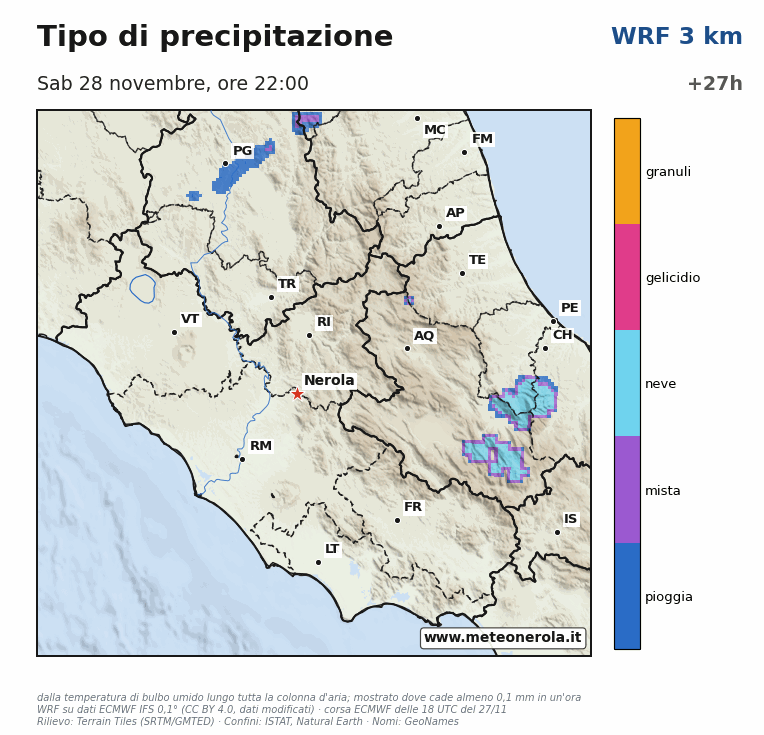 Tipo di precipitazione
WRF 3 km
Sab 28 novembre, ore 22:00
+27h
MC
FM
PG
AP
TE
TR
PE
VT
RI
AQ
CH
Nerola
RM
FR
IS
LT
www.meteonerola.it
granuli
gelicidio
neve
mista
pioggia
dalla temperatura di bulbo umido lungo tutta la colonna d'aria; mostrato dove cade almeno 0,1 mm in un'ora
WRF su dati ECMWF IFS 0,1° (CC BY 4.0, dati modificati) · corsa ECMWF delle 18 UTC del 27/11
Rilievo: Terrain Tiles (SRTM/GMTED) · Confini: ISTAT, Natural Earth · Nomi: GeoNames